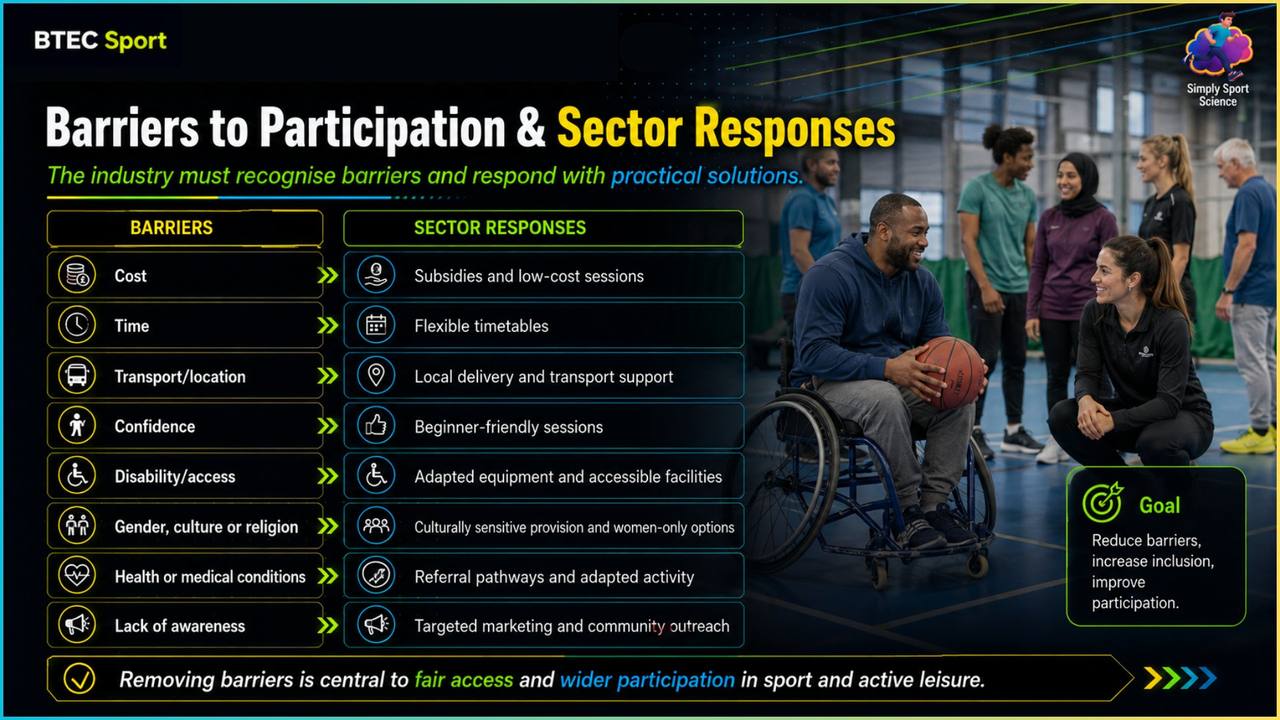 BTEC Sport
Simply Sport
Science
Barriers to Participation & Sector Responses
The industry must recognise barriers and respond with practical solutions.
BARRIERS
SECTOR RESPONSES
Cost
Subsidies and low-cost sessions
Time
Flexible timetables
Transport/location
Local delivery and transport support
Confidence
Beginner-friendly sessions
Disability/access
Adapted equipment and accessible facilities
Gender, culture or religion
Culturally sensitive provision and women-only options
Health or medical conditions
Referral pathways and adapted activity
Lack of awareness
Targeted marketing and community outreach
Goal
Reduce barriers,
increase inclusion,
improve
participation.
Removing barriers is central to fair access and wider participation in sport and active leisure.